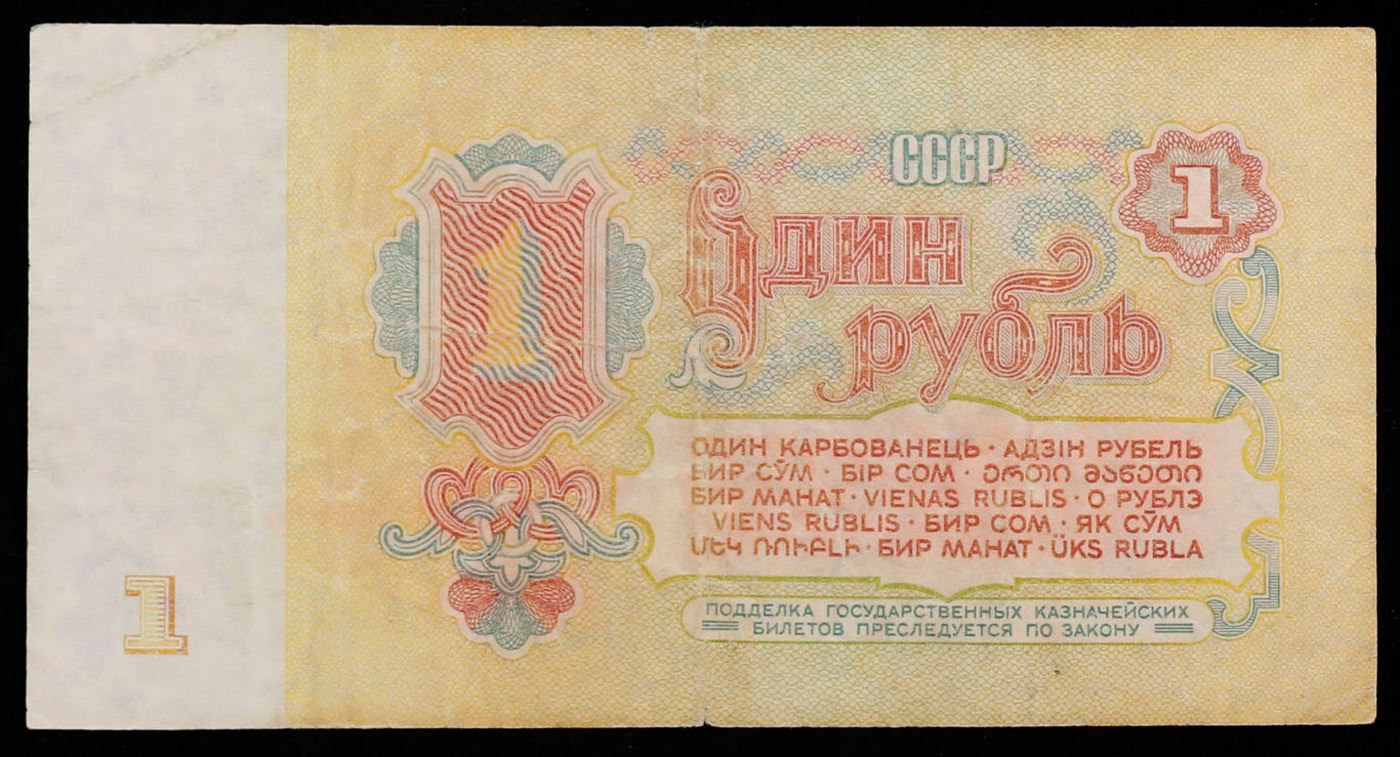 СССР
1
Один
рубль
1
ОДИН КАРБОВАНЕЦЬ · АДЗІН РУБЕЛЬ
БИР СЎМ · БІР СОМ · ერთი მანეთი
БИР МАНАТ · VIENAS RUBLIS · О РУБЛЭ
VIENS RUBLIS · БИР СОМ · ЯК СӮМ
ՄԵԿ ՌՈՒԲԼԻ · БИР МАНАТ · ÜKS RUBLA
ПОДДЕЛКА ГОСУДАРСТВЕННЫХ КАЗНАЧЕЙСКИХ
БИЛЕТОВ ПРЕСЛЕДУЕТСЯ ПО ЗАКОНУ
1